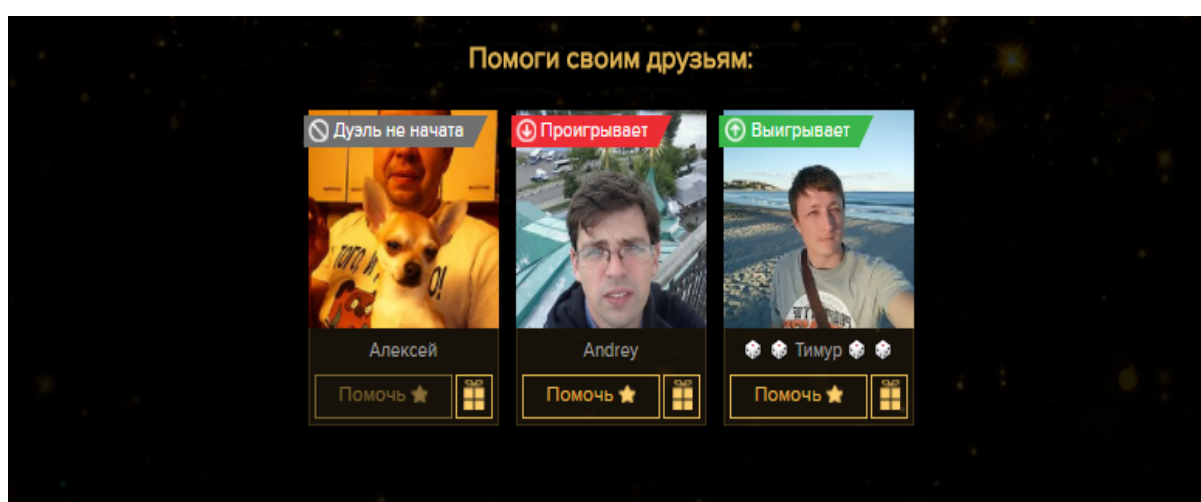 Помоги своим друзьям:
Дуэль не начата
Проигрывает
Выигрывает
Алексей
Andrey
Тимур
Помочь
Помочь
Помочь